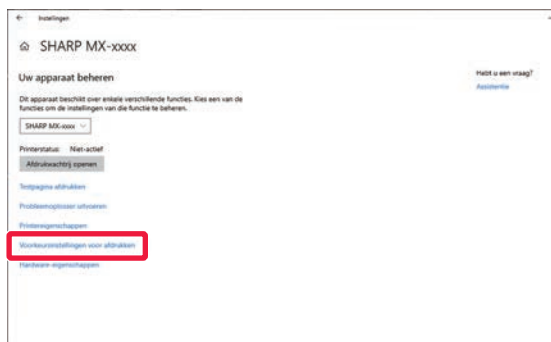 Instellingen
SHARP MX-xxxx
Uw apparaat beheren
Dit apparaat beschikt over enkele verschillende functies. Kies een van de
functies om de instellingen van die functie te beheren.
SHARP MX-xxxx
Printerstatus: Niet-actief
Afdrukwachtrij openen
Testpagina afdrukken
Probleemoplosser uitvoeren
Printereigenschappen
Voorkeursinstellingen voor afdrukken
Hardware-eigenschappen
Hebt u een vraag?
Assistentie